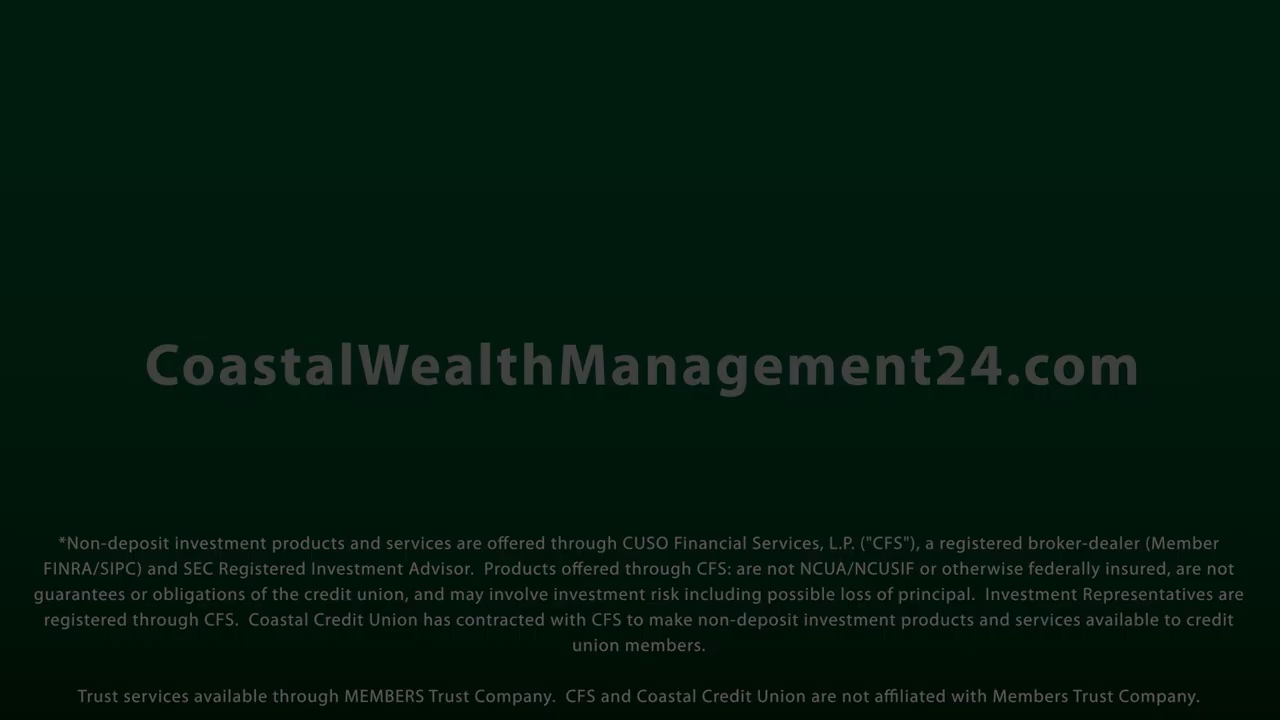 CoastalWealthManagement24.com
*Non-deposit investment products and services are offered through CUSO Financial Services, L.P. ("CFS"), a registered broker-dealer (Member
FINRA/SIPC) and SEC Registered Investment Advisor.  Products offered through CFS: are not NCUA/NCUSIF or otherwise federally insured, are not
guarantees or obligations of the credit union, and may involve investment risk including possible loss of principal.  Investment Representatives are
registered through CFS.  Coastal Credit Union has contracted with CFS to make non-deposit investment products and services available to credit
union members.
Trust services available through MEMBERS Trust Company.  CFS and Coastal Credit Union are not affiliated with Members Trust Company.